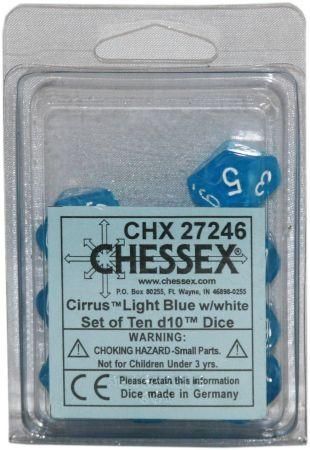 3
5
CHX 27246
CHESSEX®
www.chessex.com
P.O. Box 80255, Ft. Wayne, IN 46898-0255
Cirrus™ Light Blue w/white
Set of Ten d10™ Dice
WARNING:
CHOKING HAZARD-Small Parts.
Not for Children Under 3 yrs.
CE Please retain this information
Dice made in Germany